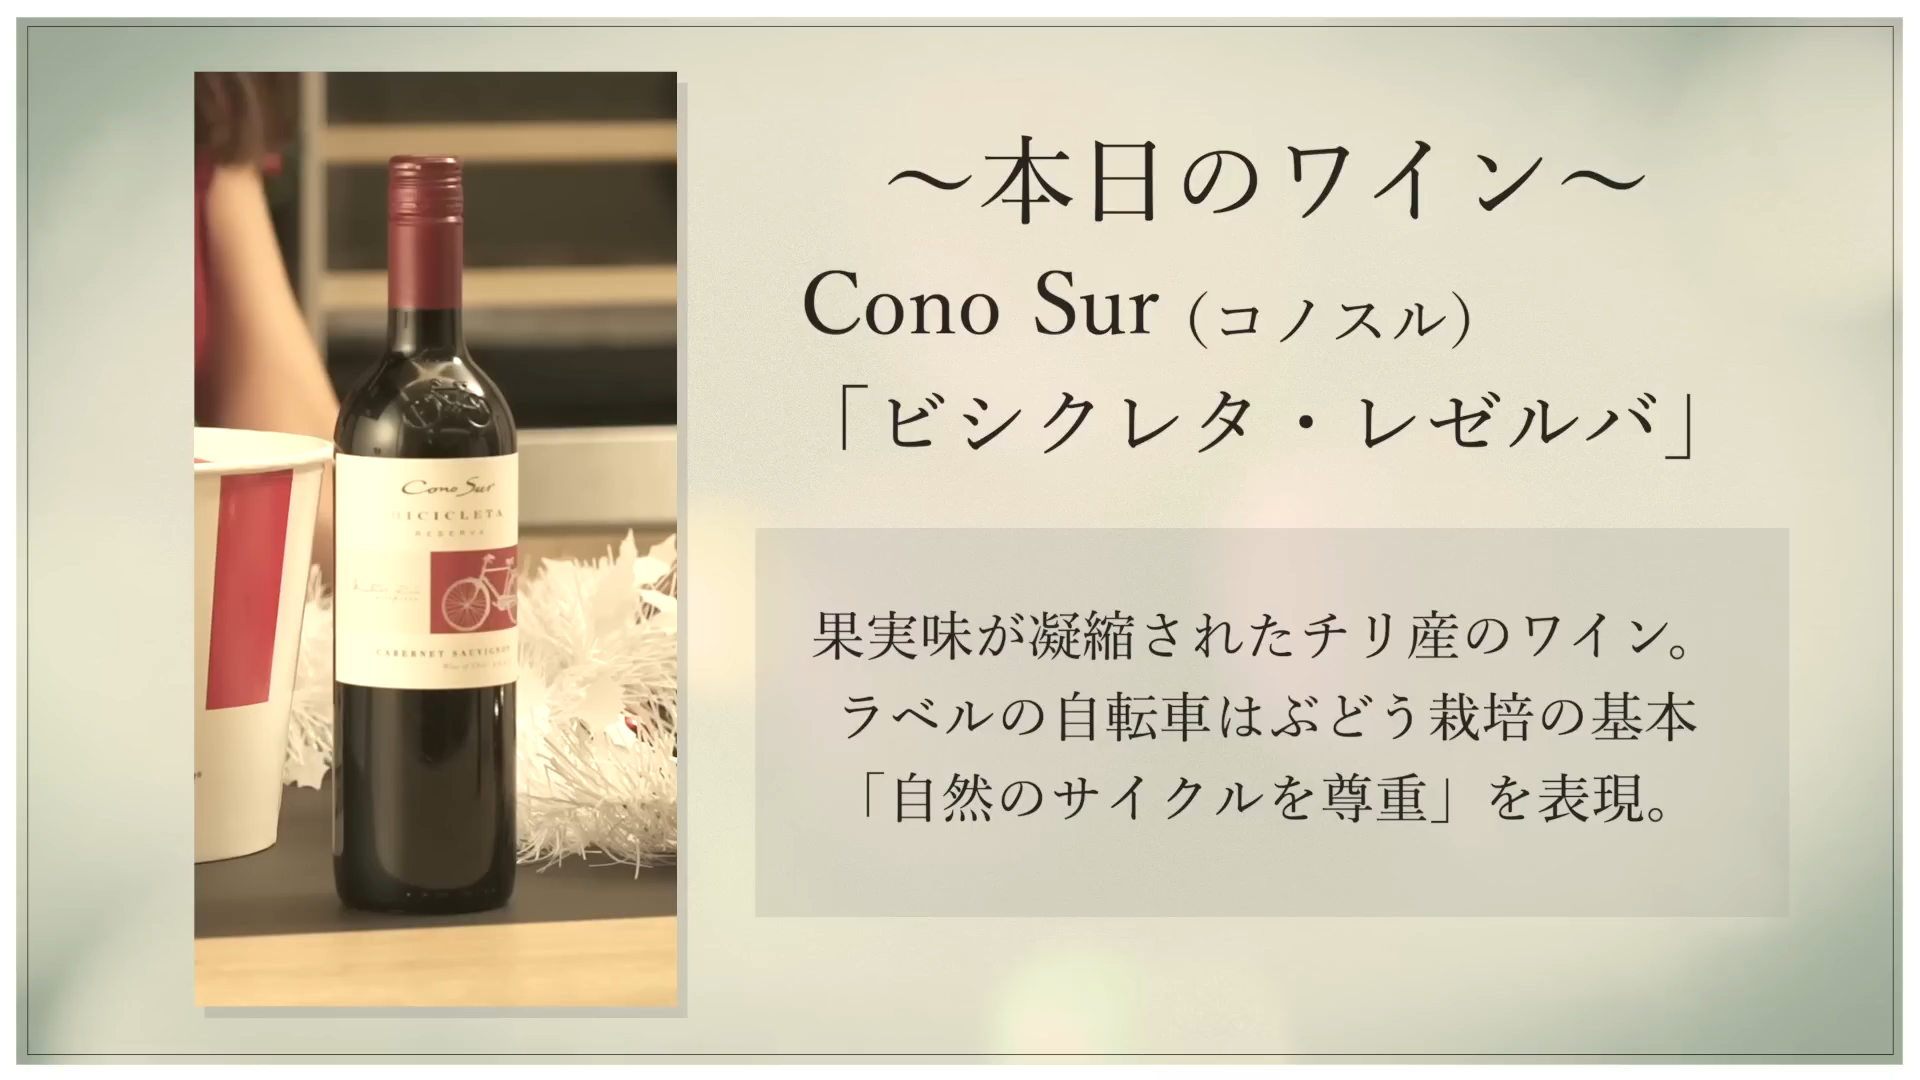 〜本日のワイン〜
Cono Sur（コノスル）
「ビシクレタ・レゼルバ」
果実味が凝縮されたチリ産のワイン。
ラベルの自転車はぶどう栽培の基本
「自然のサイクルを尊重」を表現。
Cono Sur
BICICLETA
RESERVA
CABERNET SAUVIGNON